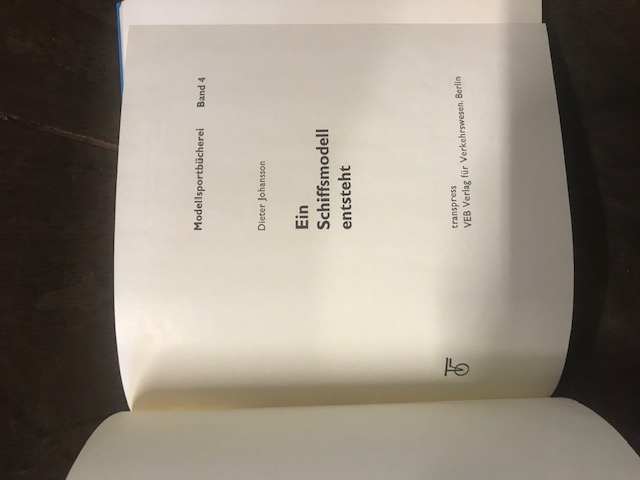 Modellsportbücherei Band 4
Dieter Johansson
Ein
Schiffsmodell
entsteht
transpress
VEB Verlag für Verkehrswesen, Berlin